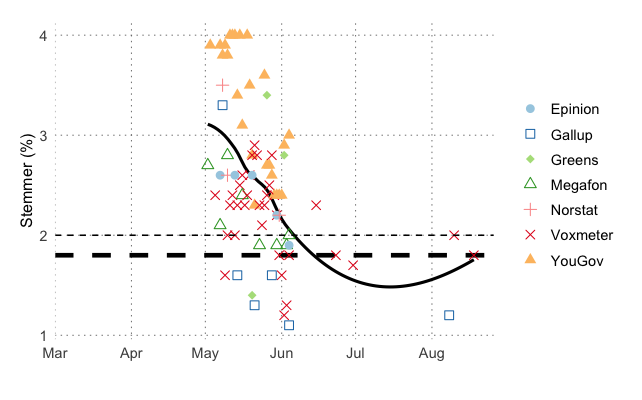 Stemmer (%)
4
3
2
1
Mar Apr May Jun Jul Aug
Epinion
Gallup
Greens
Megafon
Norstat
Voxmeter
YouGov